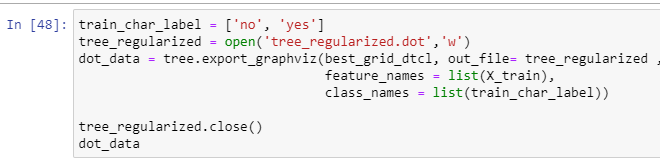 In [48]: train_char_label = ['no', 'yes']
tree_regularized = open('tree_regularized.dot','w')
dot_data = tree.export_graphviz(best_grid_dtcl, out_file= tree_regularized ,
feature_names = list(X_train),
class_names = list(train_char_label))
tree_regularized.close()
dot_data